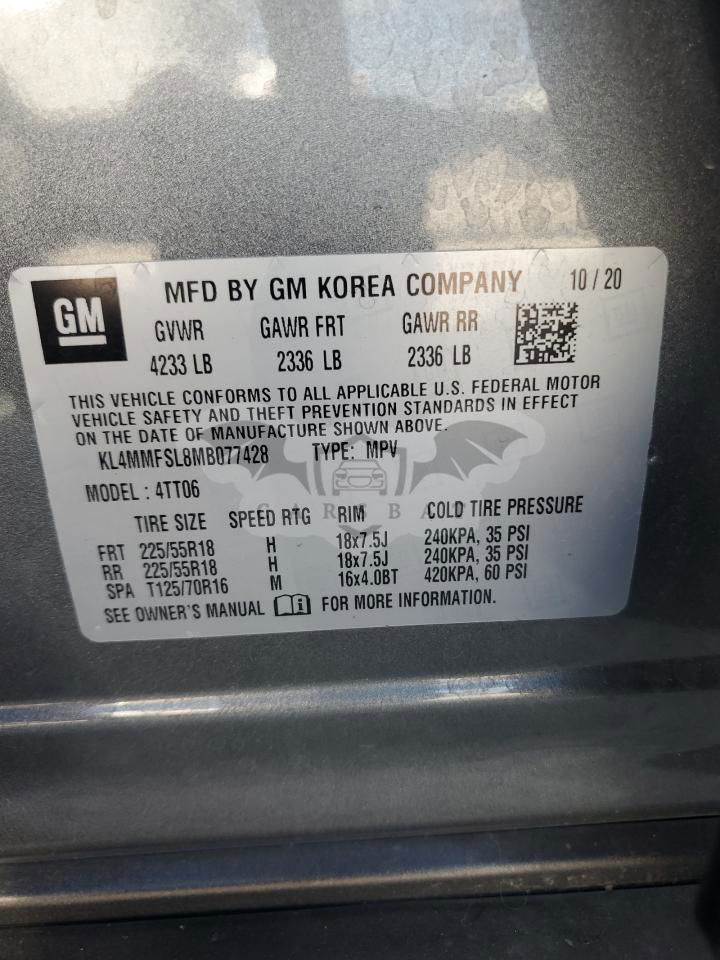 GM
MFD BY GM KOREA COMPANY 10/20
GVWR GAWR FRT GAWR RR
4233 LB 2336 LB 2336 LB
THIS VEHICLE CONFORMS TO ALL APPLICABLE U.S. FEDERAL MOTOR
VEHICLE SAFETY AND THEFT PREVENTION STANDARDS IN EFFECT
ON THE DATE OF MANUFACTURE SHOWN ABOVE.
KL4MMFSL8MB077428 TYPE: MPV
MODEL : 4TT06
TIRE SIZE SPEED RTG RIM COLD TIRE PRESSURE
FRT 225/55R18 H 18x7.5J 240KPA, 35 PSI
RR 225/55R18 H 18x7.5J 240KPA, 35 PSI
SPA T125/70R16 M 16x4.0BT 420KPA, 60 PSI
SEE OWNER'S MANUAL FOR MORE INFORMATION.